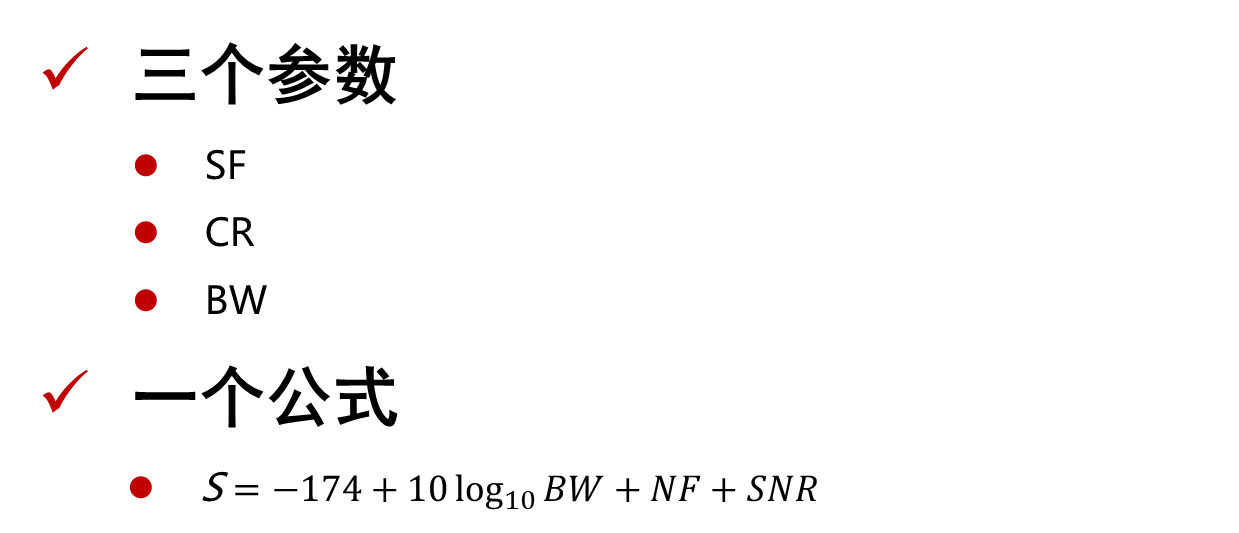 三个参数
SF
CR
BW
一个公式
S = −174 + 10 log₁₀ BW + NF + SNR